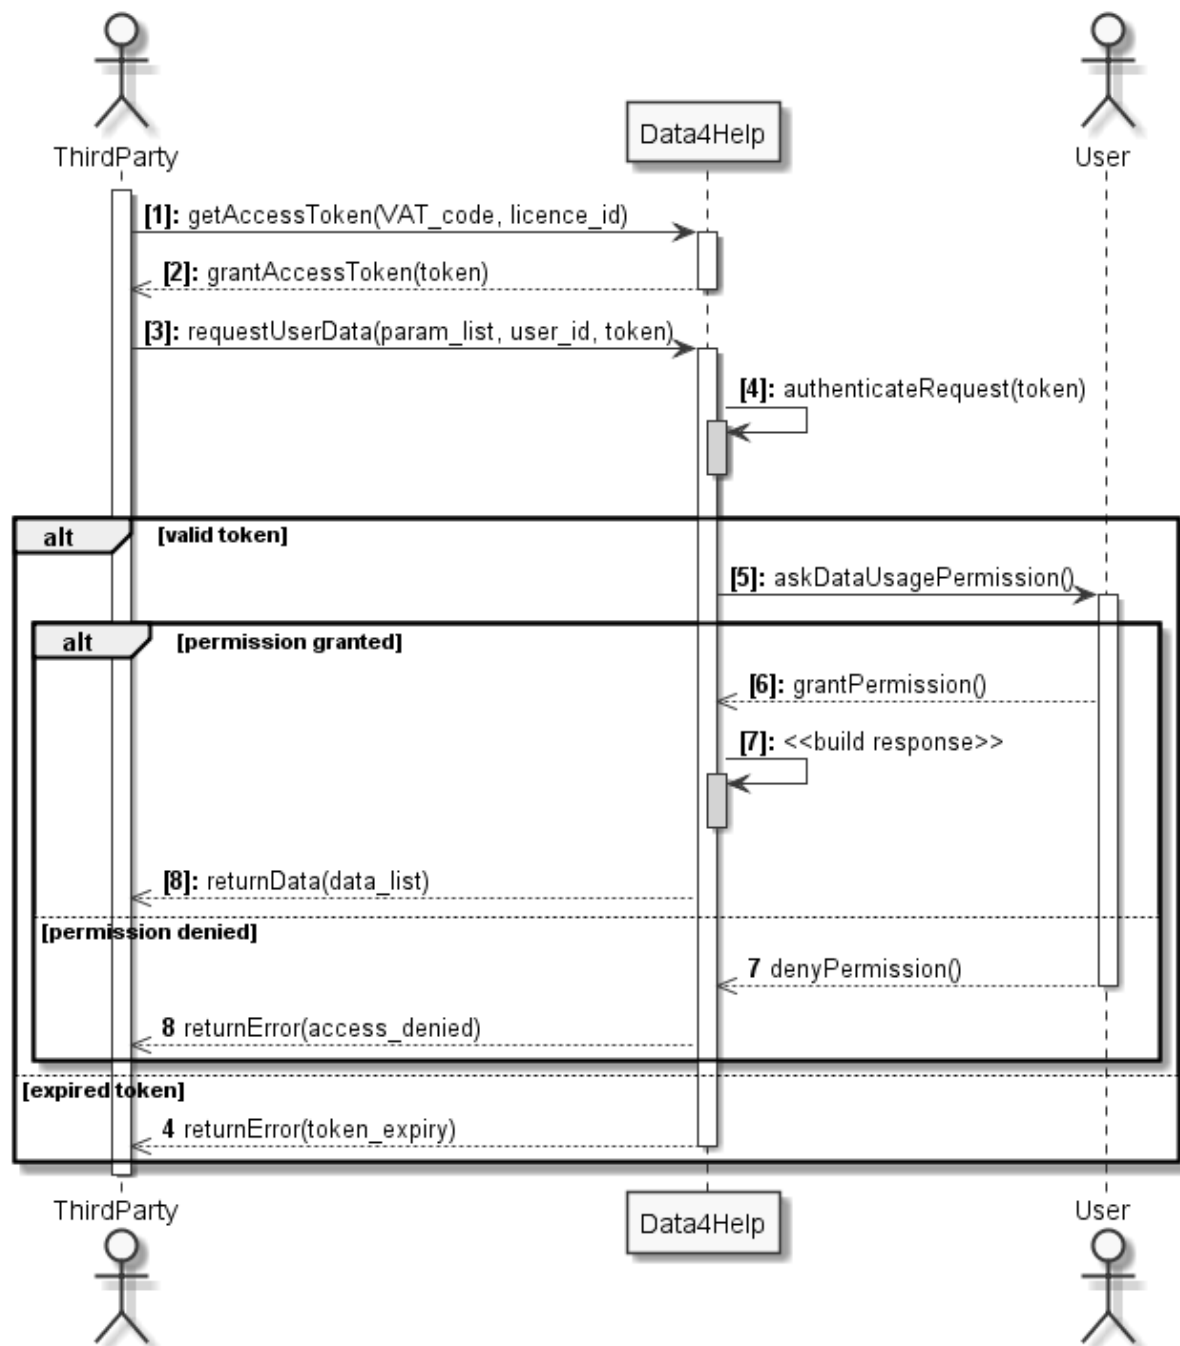 ThirdParty
Data4Help
User
[1]: getAccessToken(VAT_code, licence_id)
[2]: grantAccessToken(token)
[3]: requestUserData(param_list, user_id, token)
[4]: authenticateRequest(token)
alt [valid token]
[5]: askDataUsagePermission()
alt [permission granted]
[6]: grantPermission()
[7]: <<build response>>
[8]: returnData(data_list)
[permission denied]
7 denyPermission()
8 returnError(access_denied)
[expired token]
4 returnError(token_expiry)
ThirdParty
Data4Help
User